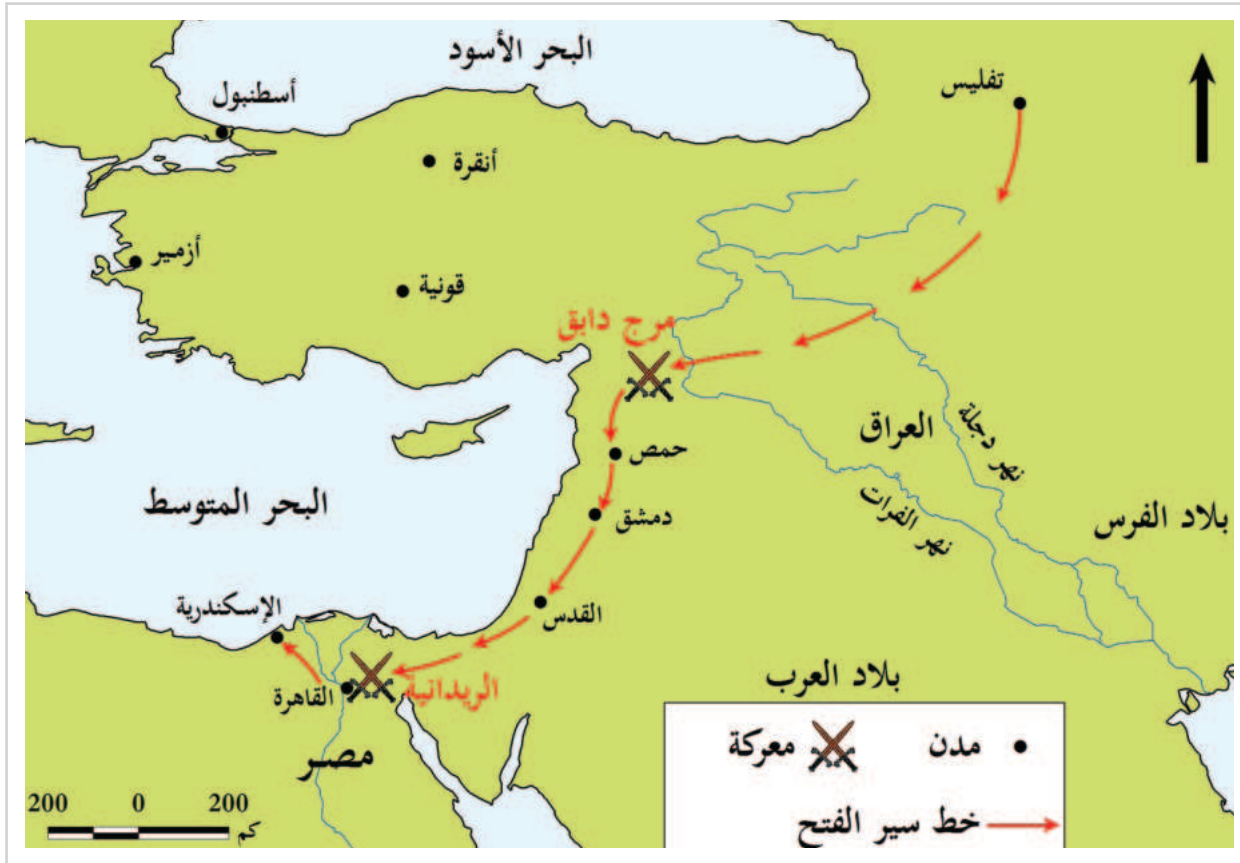 البحر الأسود
تفليس
أسطنبول
أنقرة
أزمير
قونية
مرج دابق
حمص
العراق
نهر دجلة
دمشق
نهر الفرات
بلاد الفرس
البحر المتوسط
القدس
الإسكندرية
القاهرة
الريدانية
بلاد العرب
مصر
مدن
معركة
خط سير الفتح
200 0 200
كم